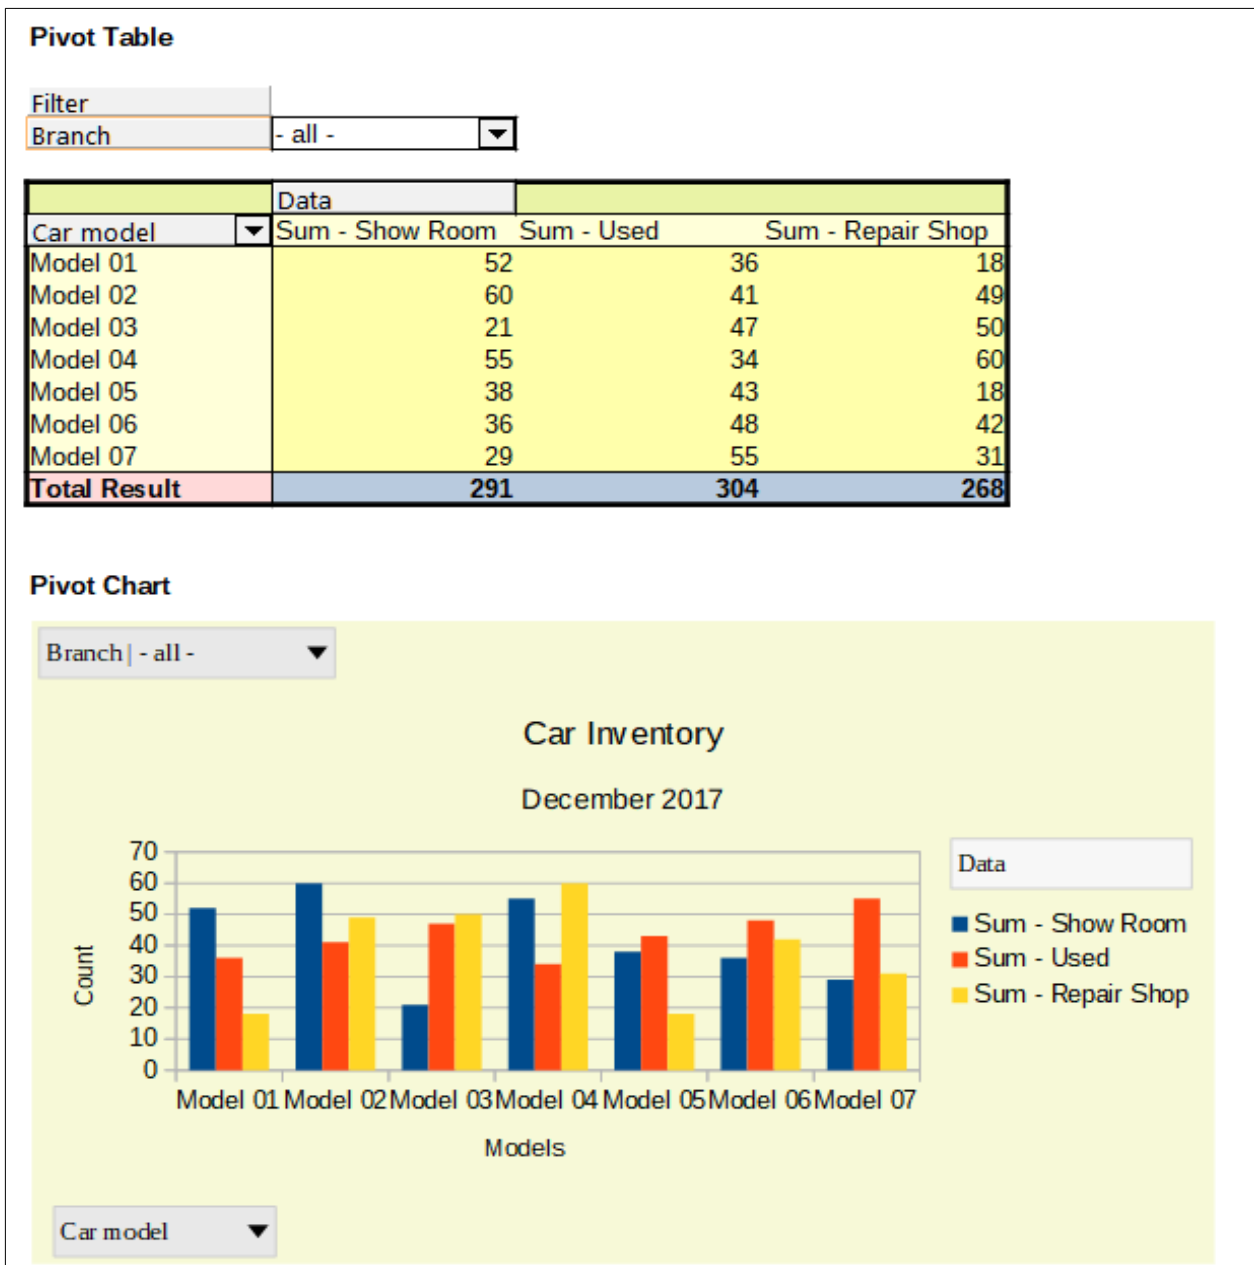 Pivot Table
Filter
Branch - all -
Data
Car model Sum - Show Room Sum - Used Sum - Repair Shop
Model 01 52 36 18
Model 02 60 41 49
Model 03 21 47 50
Model 04 55 34 60
Model 05 38 43 18
Model 06 36 48 42
Model 07 29 55 31
Total Result 291 304 268
Pivot Chart
Branch | - all -
Car Inventory
December 2017
70
60
50
40
30
20
10
0
Count
Data
Sum - Show Room
Sum - Used
Sum - Repair Shop
Model 01 Model 02 Model 03 Model 04 Model 05 Model 06 Model 07
Models
Car model